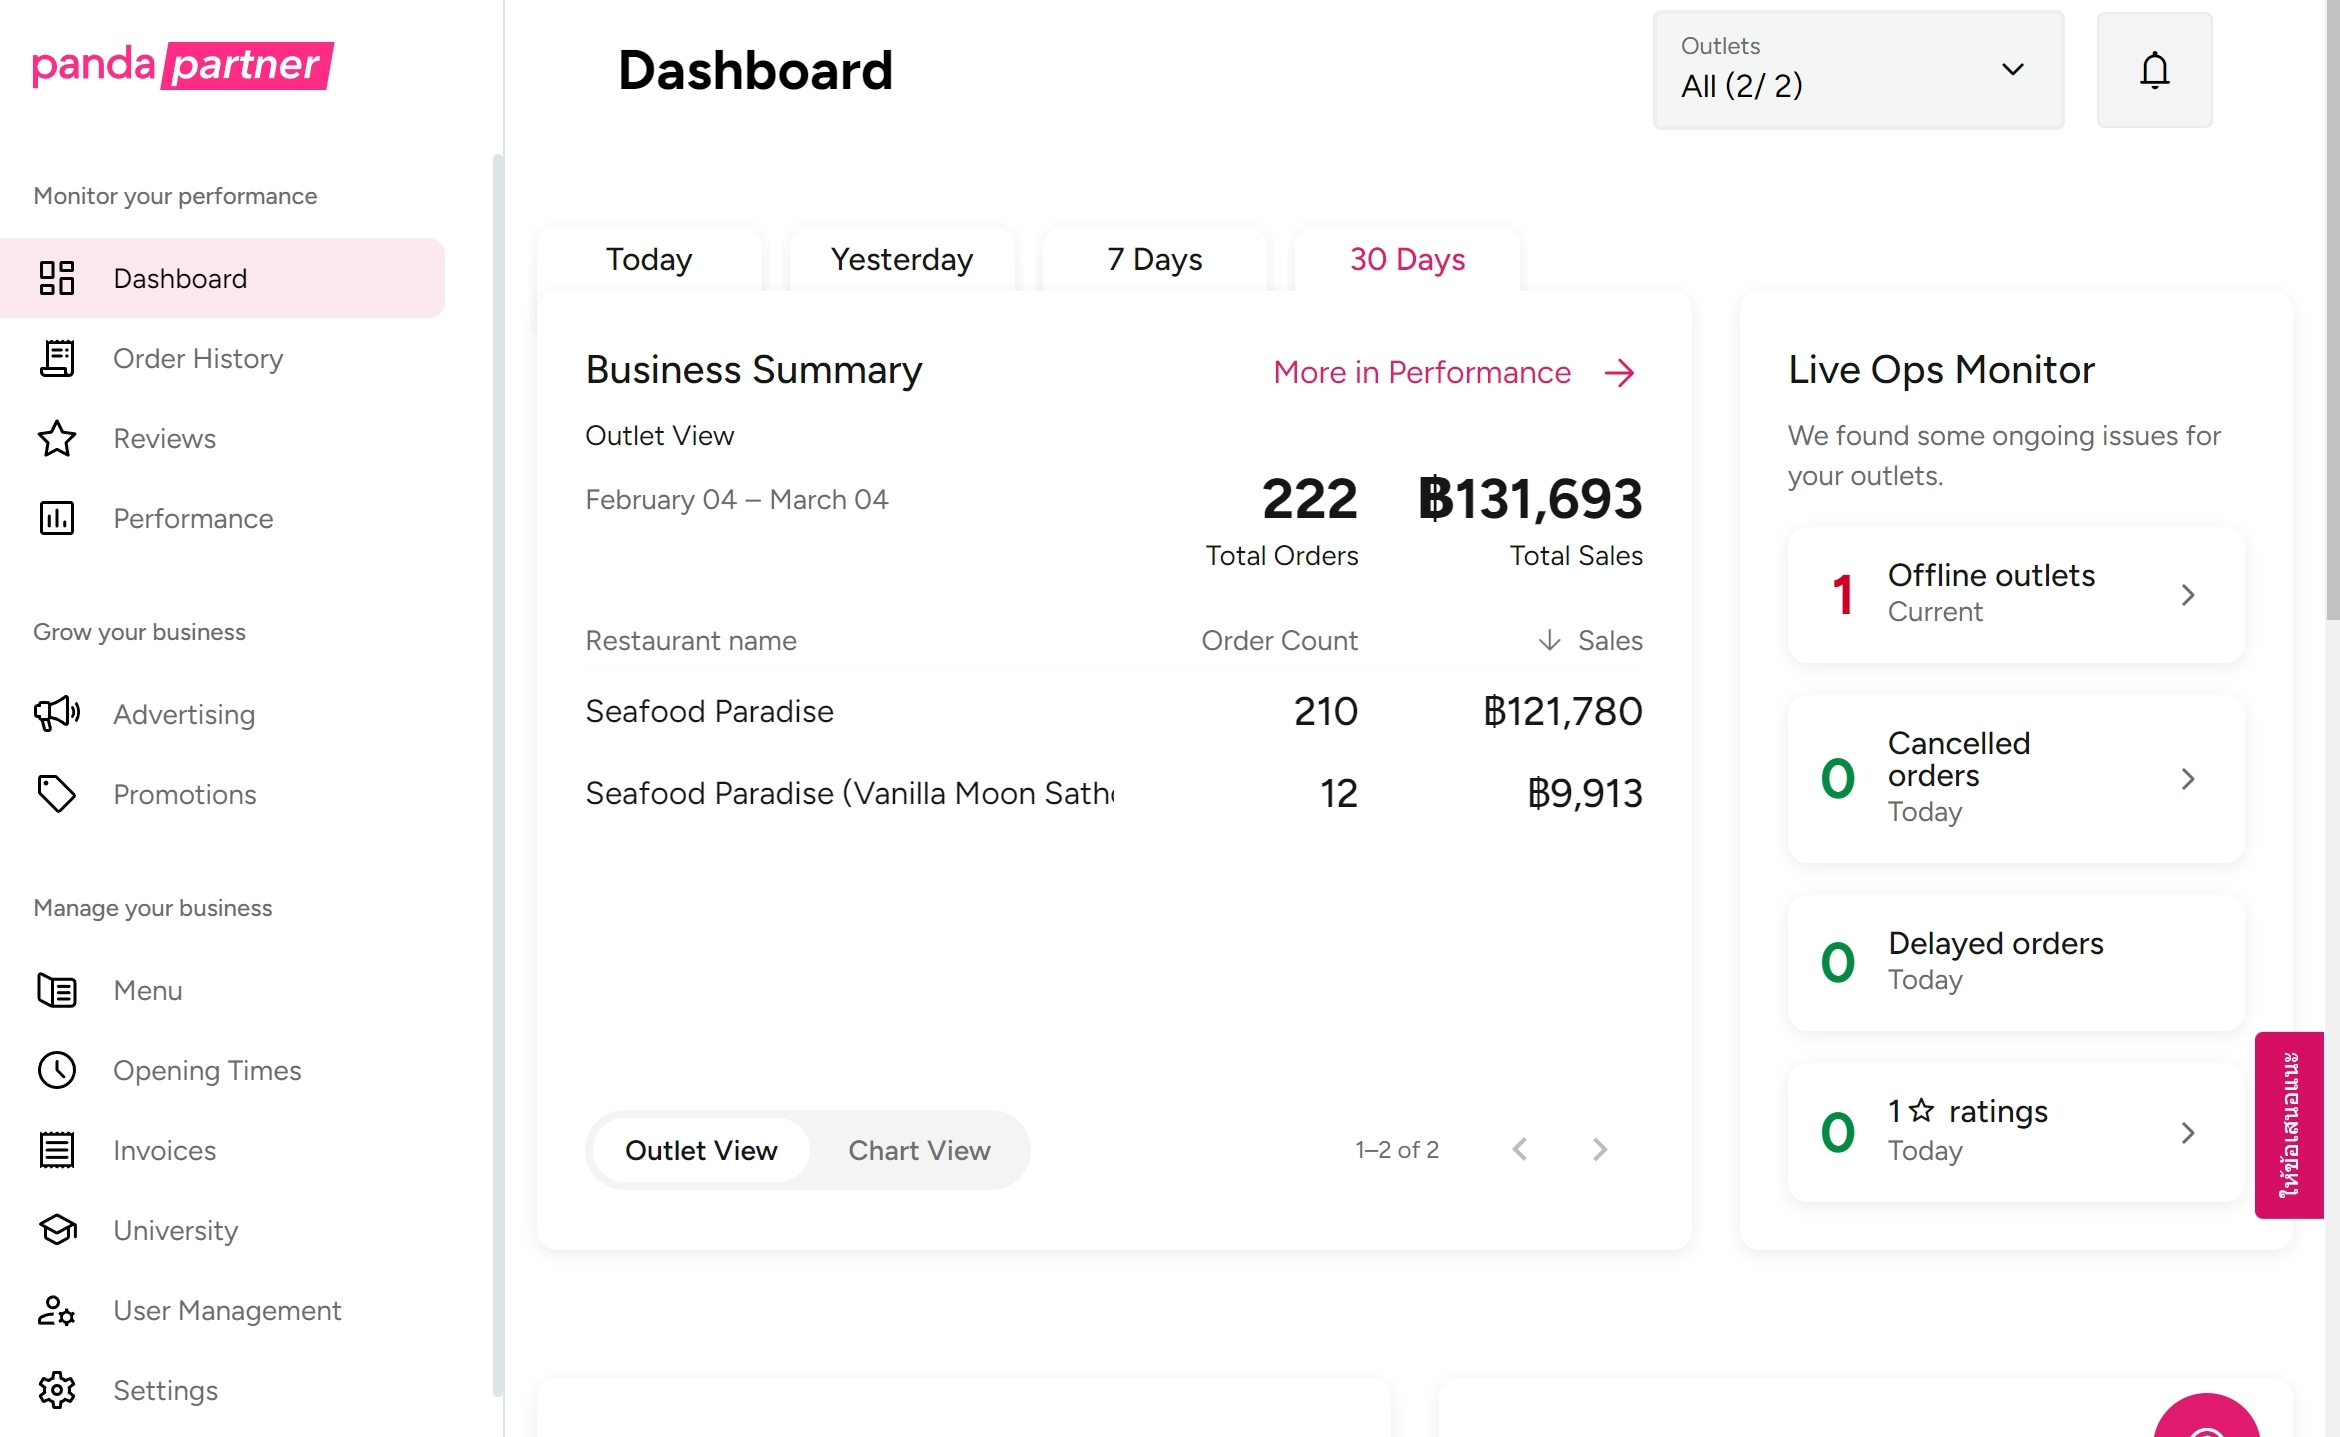 panda partner
Monitor your performance
Dashboard
Order History
Reviews
Performance
Grow your business
Advertising
Promotions
Manage your business
Menu
Opening Times
Invoices
University
User Management
Settings
Dashboard
Outlets
All (2/ 2)
Today
Yesterday
7 Days
30 Days
Business Summary
More in Performance
Outlet View
February 04 – March 04
222
Total Orders
฿131,693
Total Sales
Restaurant name
Order Count
Sales
Seafood Paradise
210
฿121,780
Seafood Paradise (Vanilla Moon Sath
12
฿9,913
Outlet View
Chart View
1–2 of 2
Live Ops Monitor
We found some ongoing issues for
your outlets.
1
Offline outlets
Current
0
Cancelled
orders
Today
0
Delayed orders
Today
0
1 ☆ ratings
Today
ให้ข้อเสนอแนะ